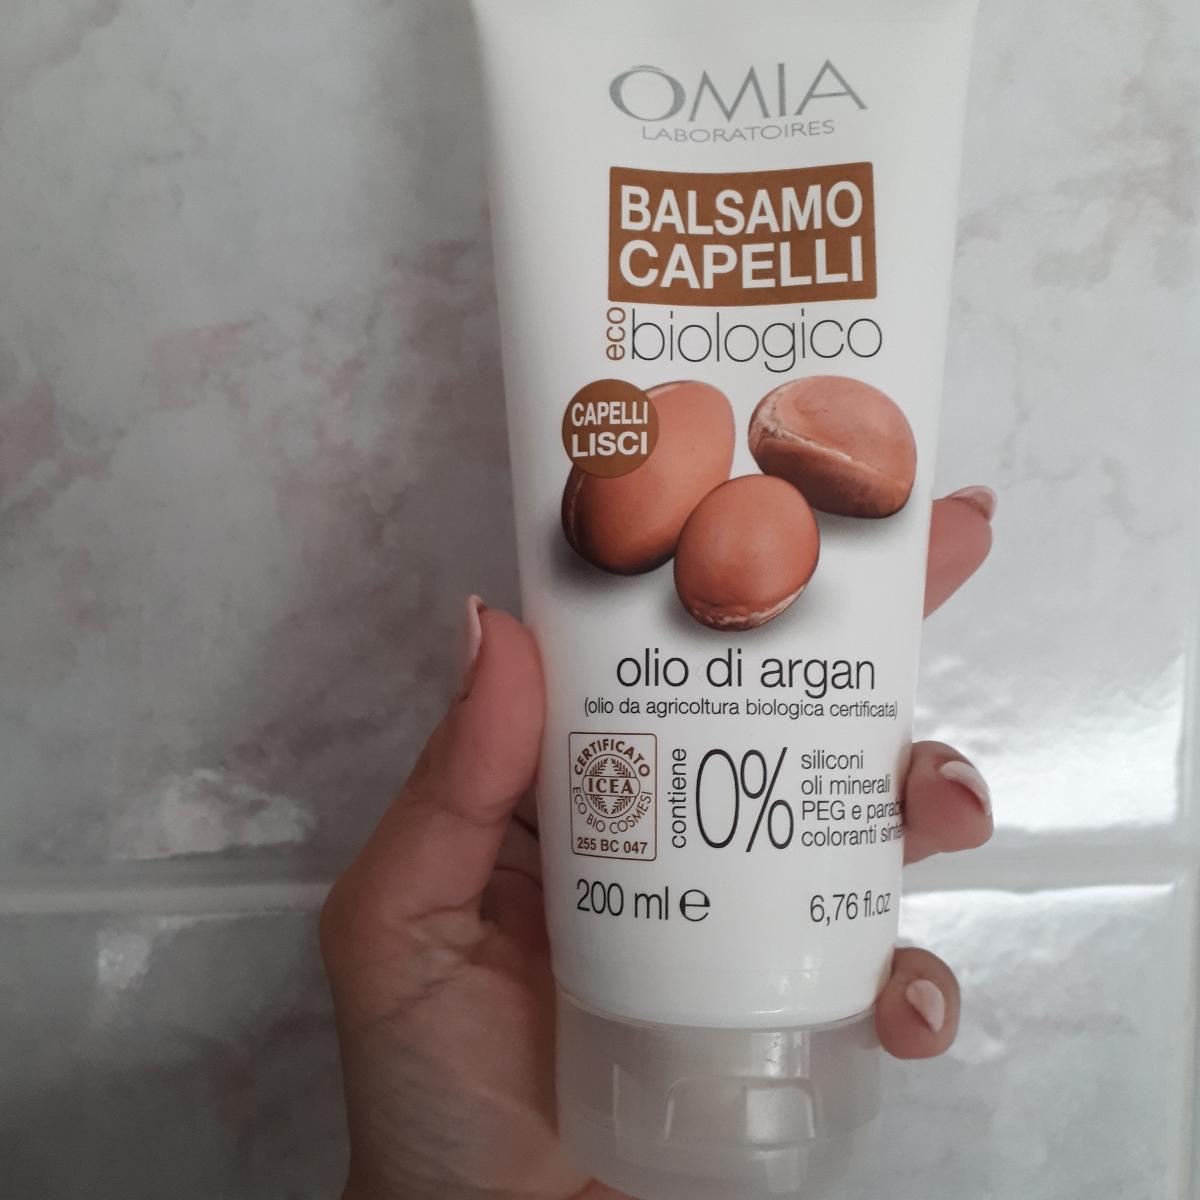 ÔMIA
LABORATOIRES
BALSAMO
CAPELLI
eco
biologico
CAPELLI
LISCI
olio di argan
(olio da agricoltura biologica certificata)
CERTIFICATO
ICEA
ECO BIO COSMESI
255 BC 047
contiene
0%
siliconi
oli minerali
PEG e
coloranti
200 ml e
6,76 fl.oz